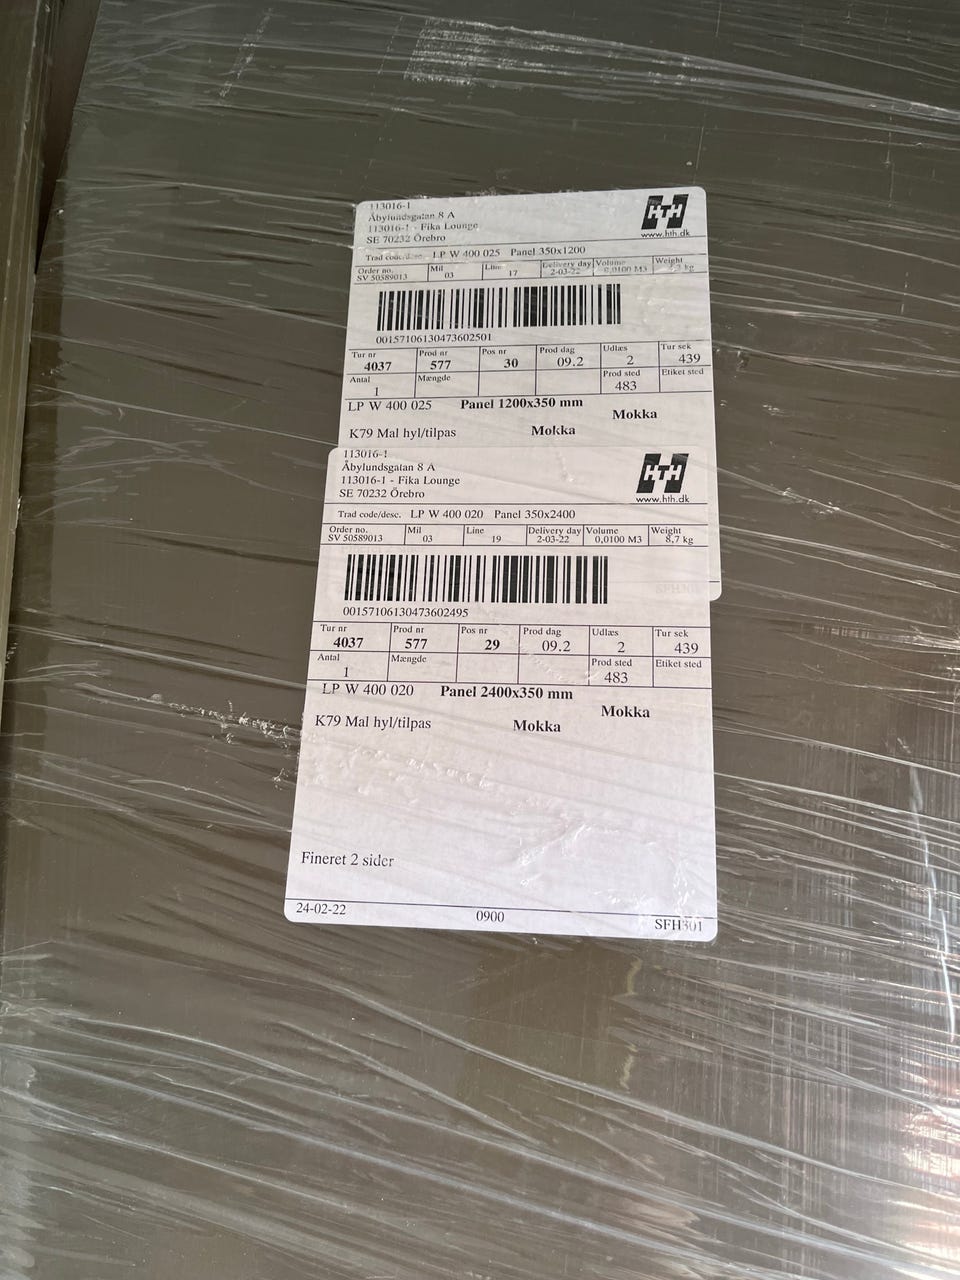 113016-1
Åbylundsgatan 8 A
113016-1 - Fika Lounge
SE 70232 Örebro
HTH
www.hth.dk
Trad code/desc. LP W 400 025 Panel 350x1200
Order no. Mil Line Delivery day Volume Weight
SV 50589013 03 17 2-03-22 0,0100 M3 kg
00157106130473602501
Tur nr Prod nr Pos nr Prod dag Udlæs Tur sek
4037 577 30 09.2 2 439
Antal Mængde Prod sted Etiket sted
1 483
LP W 400 025 Panel 1200x350 mm
Mokka
K79 Mal hyl/tilpas Mokka
113016-1
Åbylundsgatan 8 A
113016-1 - Fika Lounge
SE 70232 Örebro
HTH
www.hth.dk
Trad code/desc. LP W 400 020 Panel 350x2400
Order no. Mil Line Delivery day Volume Weight
SV 50589013 03 19 2-03-22 0,0100 M3 8,7 kg
SFH301
00157106130473602495
Tur nr Prod nr Pos nr Prod dag Udlæs Tur sek
4037 577 29 09.2 2 439
Antal Mængde Prod sted Etiket sted
1 483
LP W 400 020 Panel 2400x350 mm
Mokka
K79 Mal hyl/tilpas Mokka
Fineret 2 sider
24-02-22 0900 SFH301